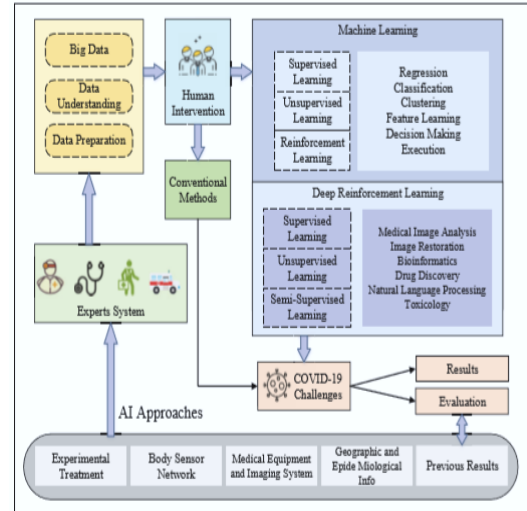 Big Data
Data
Understanding
Data Preparation
Human
Intervention
Machine Learning
Supervised
Learning
Unsupervised
Learning
Reinforcement
Learning
Regression
Classification
Clustering
Feature Learning
Decision Making
Execution
Conventional
Methods
Deep Reinforcement Learning
Supervised
Learning
Unsupervised
Learning
Semi-Supervised
Learning
Medical Image Analysis
Image Restoration
Bioinformatics
Drug Discovery
Natural Language Processing
Toxicology
Experts System
COVID-19
Challenges
Results
Evaluation
AI Approaches
Experimental
Treatment
Body Sensor
Network
Medical Equipment
and Imaging System
Geographic and
Epide Miological
Info
Previous Results